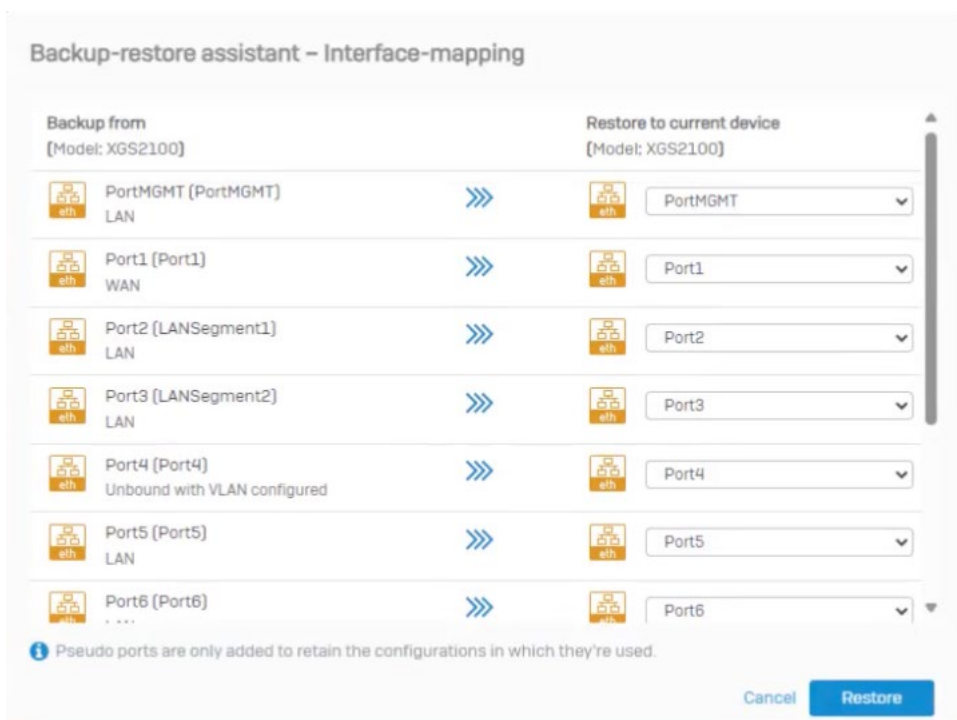 Backup-restore assistant – Interface-mapping
Backup from
Restore to current device
(Model: XGS2100)
(Model: XGS2100)
PortMGMT (PortMGMT)
LAN
eth
eth
PortMGMT
Port1 (Port1)
WAN
eth
eth
Port1
Port2 (LANSegment1)
LAN
eth
eth
Port2
Port3 (LANSegment2)
LAN
eth
eth
Port3
Port4 (Port4)
Unbound with VLAN configured
eth
eth
Port4
Port5 (Port5)
LAN
eth
eth
Port5
Port6 (Port6)
Port6
Pseudo ports are only added to retain the configurations in which they're used.
Cancel
Restore